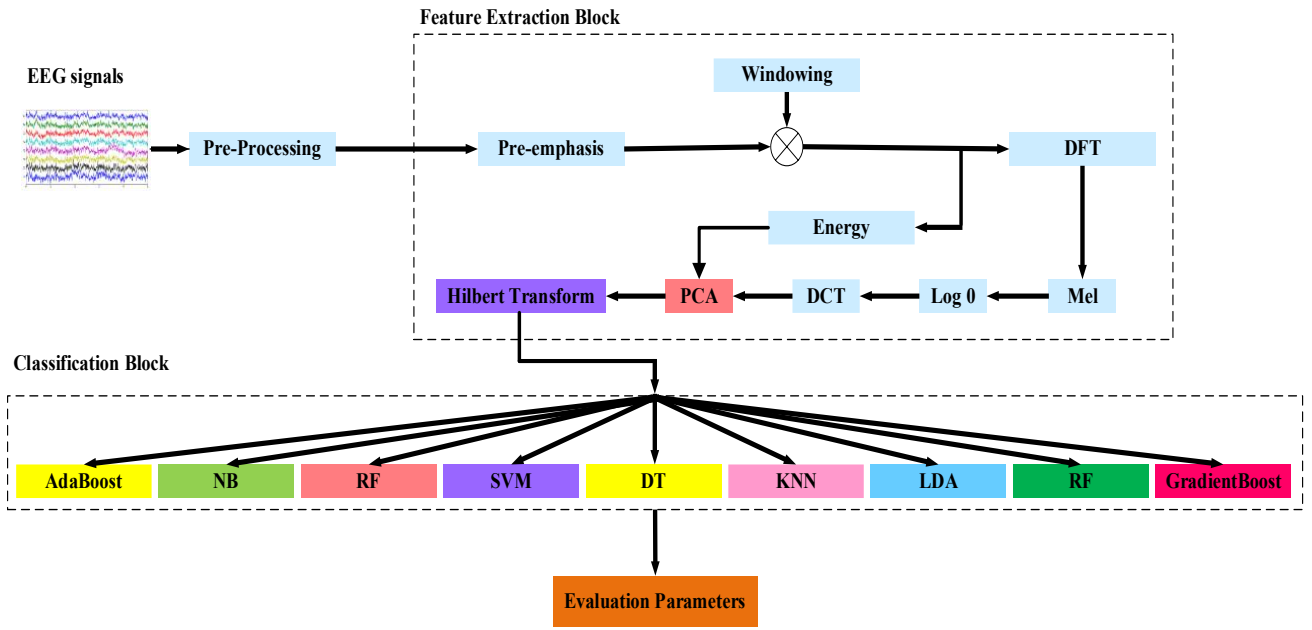 Feature Extraction Block
EEG signals
Windowing
Pre-Processing
Pre-emphasis
DFT
Energy
Hilbert Transform
PCA
DCT
Log 0
Mel
Classification Block
AdaBoost
NB
RF
SVM
DT
KNN
LDA
RF
GradientBoost
Evaluation Parameters